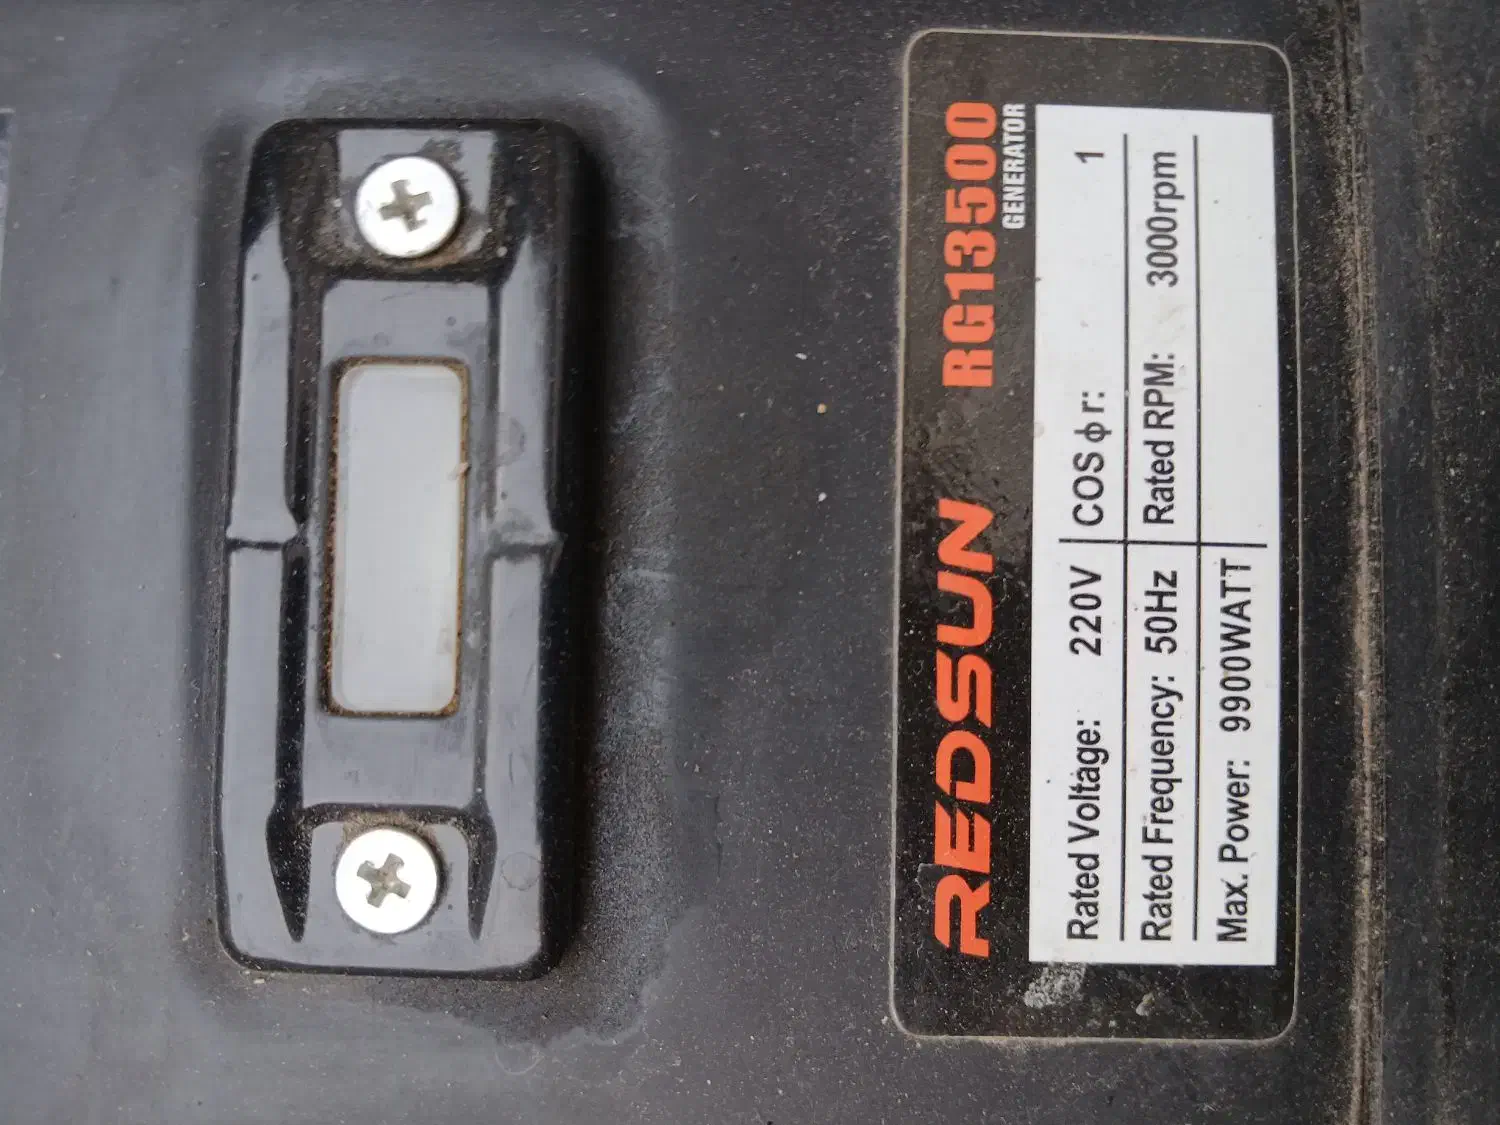 REDSUN RG13500
GENERATOR
Rated Voltage: 220V COS ϕ r: 1
Rated Frequency: 50Hz Rated RPM: 3000rpm
Max. Power: 9900WATT